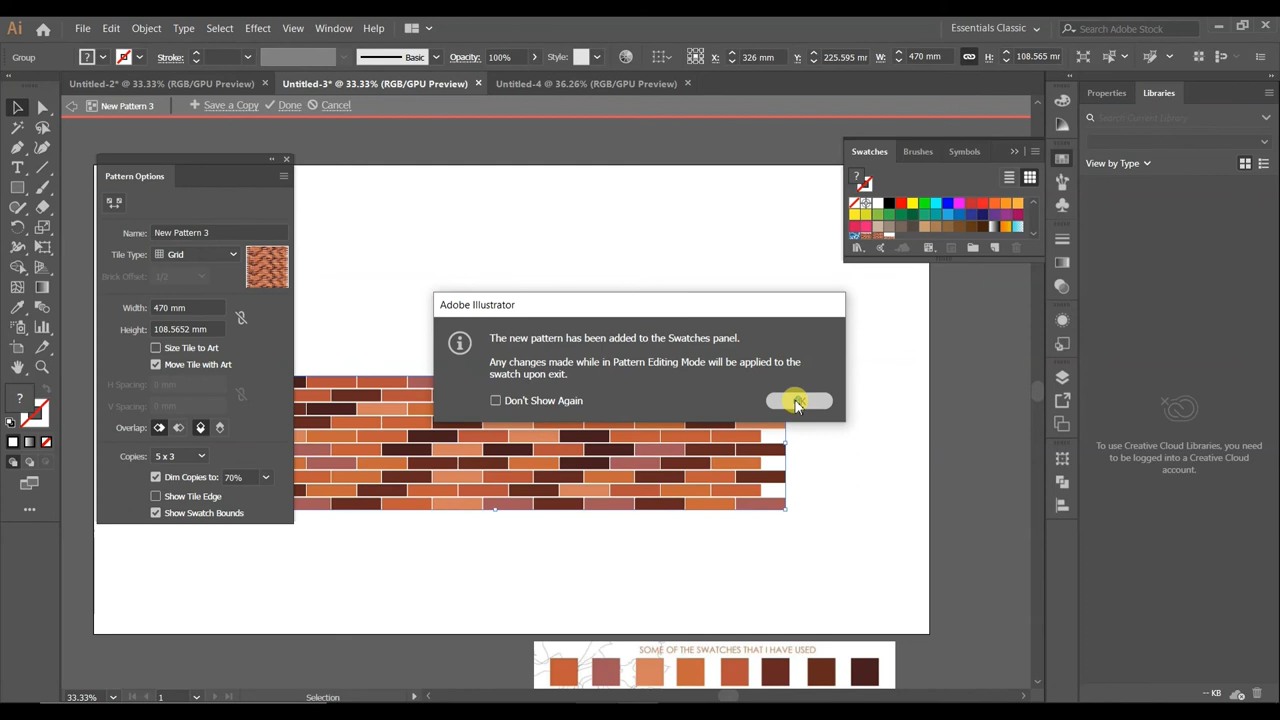 Ai File Edit Object Type Select Effect View Window Help Essentials Classic Search Adobe Stock
Group ? Stroke: Basic Opacity: 100% Style: X: 326 mm Y: 225.595 mm W: 470 mm H: 108.565 mm
Untitled-2* @ 33.33% (RGB/GPU Preview) × Untitled-3* @ 33.33% (RGB/GPU Preview) × Untitled-4 @ 36.26% (RGB/GPU Preview) ×
New Pattern 3 + Save a Copy Done Cancel
Properties Libraries
Search Current Library
View by Type
Swatches Brushes Symbols
?
Pattern Options
Name: New Pattern 3
Tile Type: Grid
Brick Offset: 1/2
Width: 470 mm
Height: 108.5652 mm
Size Tile to Art
Move Tile with Art
H Spacing: 0 mm
V Spacing: 0 mm
Overlap:
Copies: 5 x 3
Dim Copies to: 70%
Show Tile Edge
Show Swatch Bounds
Adobe Illustrator
The new pattern has been added to the Swatches panel.
Any changes made while in Pattern Editing Mode will be applied to the
swatch upon exit.
Don't Show Again
?
To use Creative Cloud Libraries, you need
to be logged into a Creative Cloud
account.
SOME OF THE SWATCHES THAT I HAVE USED
33.33% 1 Selection
-- KB